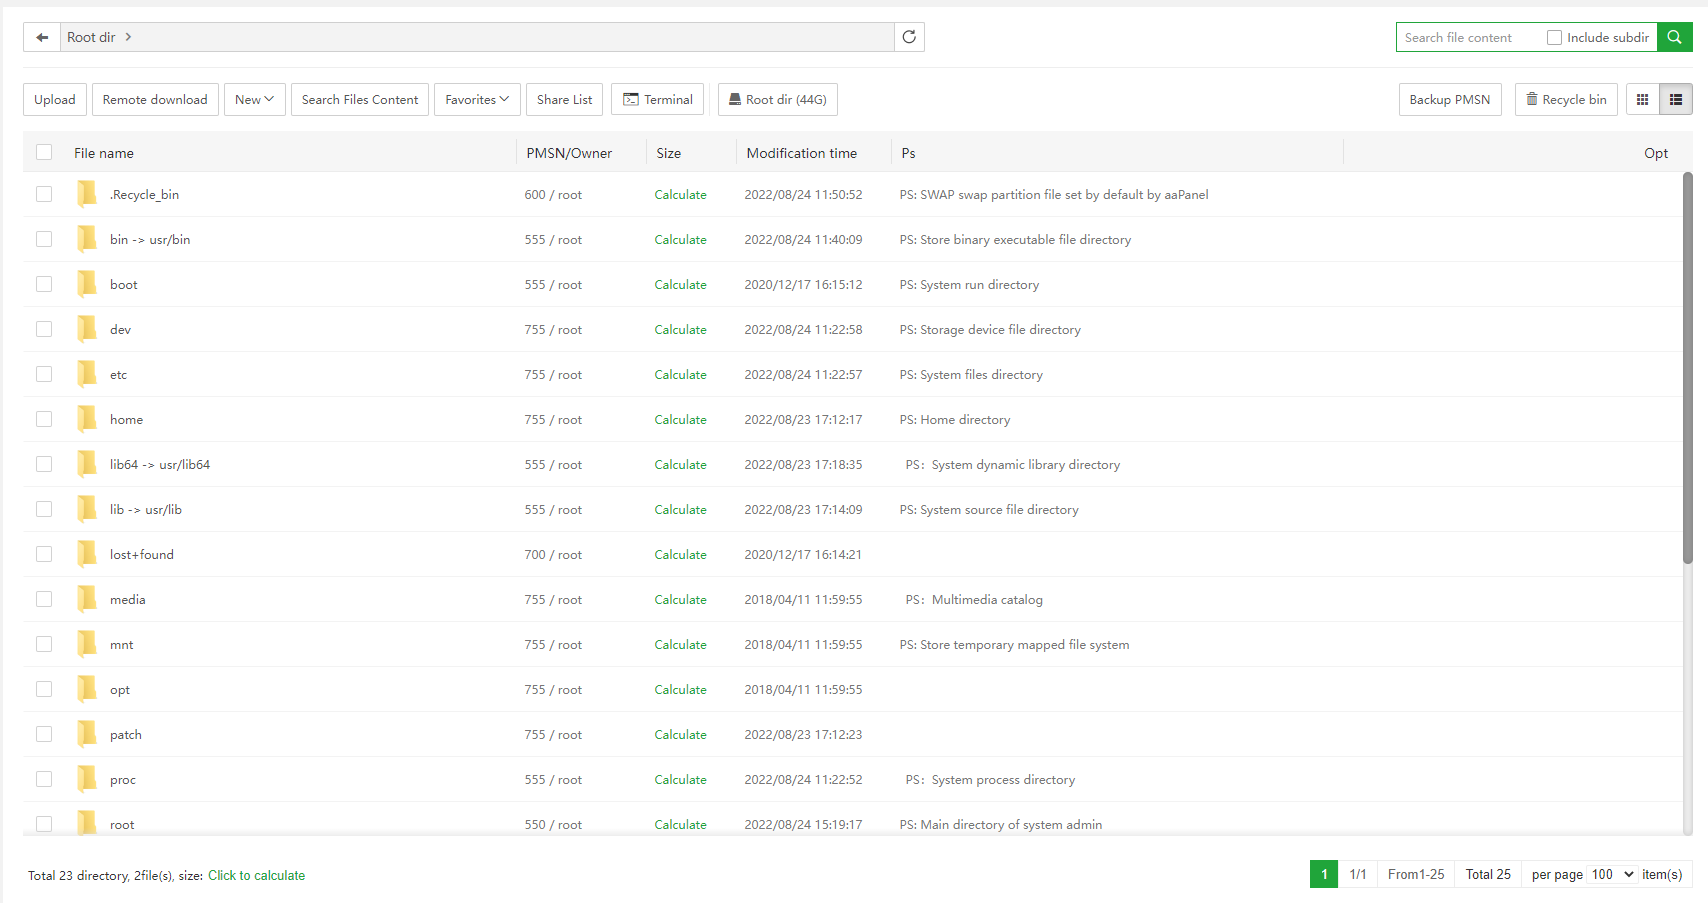 Root dir
Search file content Include subdir
Upload Remote download New Search Files Content Favorites Share List Terminal Root dir (44G) Backup PMSN Recycle bin
File name PMSN/Owner Size Modification time Ps Opt
.Recycle_bin 600 / root Calculate 2022/08/24 11:50:52 PS: SWAP swap partition file set by default by aaPanel
bin -> usr/bin 555 / root Calculate 2022/08/24 11:40:09 PS: Store binary executable file directory
boot 555 / root Calculate 2020/12/17 16:15:12 PS: System run directory
dev 755 / root Calculate 2022/08/24 11:22:58 PS: Storage device file directory
etc 755 / root Calculate 2022/08/24 11:22:57 PS: System files directory
home 755 / root Calculate 2022/08/23 17:12:17 PS: Home directory
lib64 -> usr/lib64 555 / root Calculate 2022/08/23 17:18:35 PS: System dynamic library directory
lib -> usr/lib 555 / root Calculate 2022/08/23 17:14:09 PS: System source file directory
lost+found 700 / root Calculate 2020/12/17 16:14:21
media 755 / root Calculate 2018/04/11 11:59:55 PS: Multimedia catalog
mnt 755 / root Calculate 2018/04/11 11:59:55 PS: Store temporary mapped file system
opt 755 / root Calculate 2018/04/11 11:59:55
patch 755 / root Calculate 2022/08/23 17:12:23
proc 555 / root Calculate 2022/08/24 11:22:52 PS: System process directory
root 550 / root Calculate 2022/08/24 15:19:17 PS: Main directory of system admin
Total 23 directory, 2file(s), size: Click to calculate 1 1/1 From1-25 Total 25 per page 100 item(s)